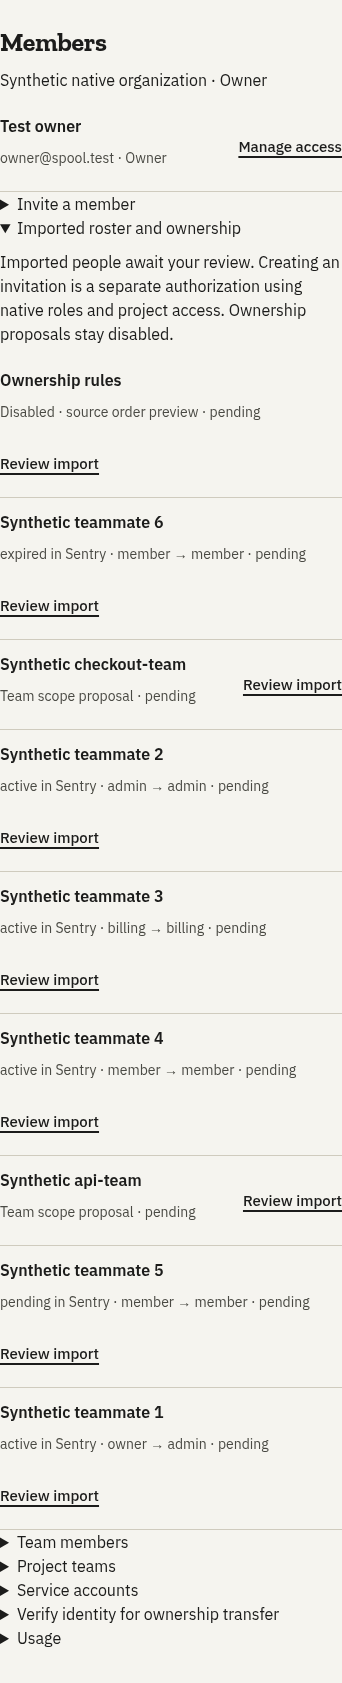 Members
Synthetic native organization · Owner
Test owner
owner@spool.test · Owner
Manage access
Invite a member
Imported roster and ownership
Imported people await your review. Creating an
invitation is a separate authorization using
native roles and project access. Ownership
proposals stay disabled.
Ownership rules
Disabled · source order preview · pending
Review import
Synthetic teammate 6
expired in Sentry · member → member · pending
Review import
Synthetic checkout-team
Team scope proposal · pending
Review import
Synthetic teammate 2
active in Sentry · admin → admin · pending
Review import
Synthetic teammate 3
active in Sentry · billing → billing · pending
Review import
Synthetic teammate 4
active in Sentry · member → member · pending
Review import
Synthetic api-team
Team scope proposal · pending
Review import
Synthetic teammate 5
pending in Sentry · member → member · pending
Review import
Synthetic teammate 1
active in Sentry · owner → admin · pending
Review import
Team members
Project teams
Service accounts
Verify identity for ownership transfer
Usage